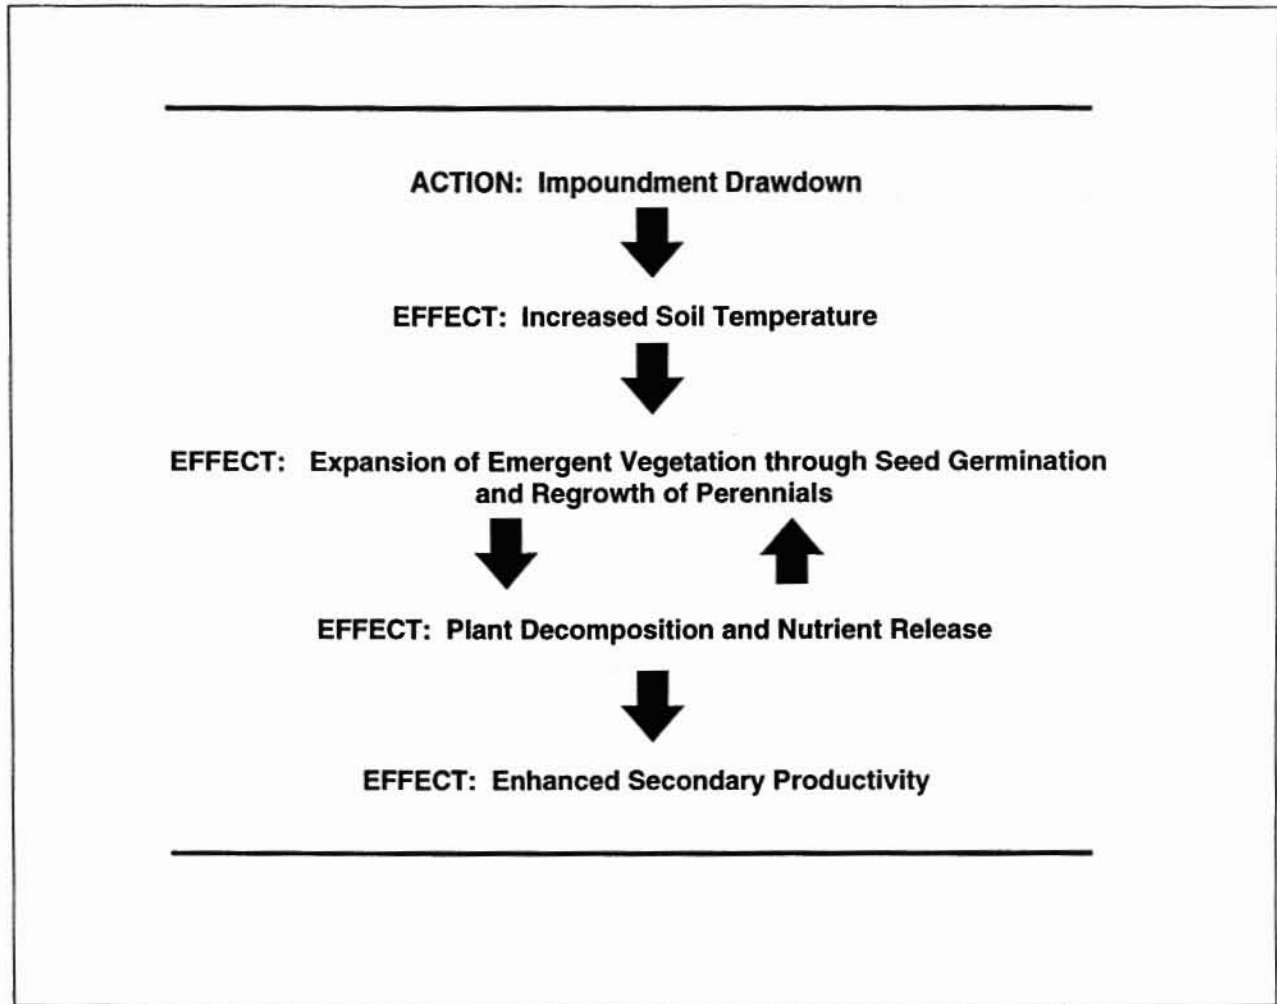 ACTION: Impoundment Drawdown
EFFECT: Increased Soil Temperature
EFFECT: Expansion of Emergent Vegetation through Seed Germination
and Regrowth of Perennials
EFFECT: Plant Decomposition and Nutrient Release
EFFECT: Enhanced Secondary Productivity